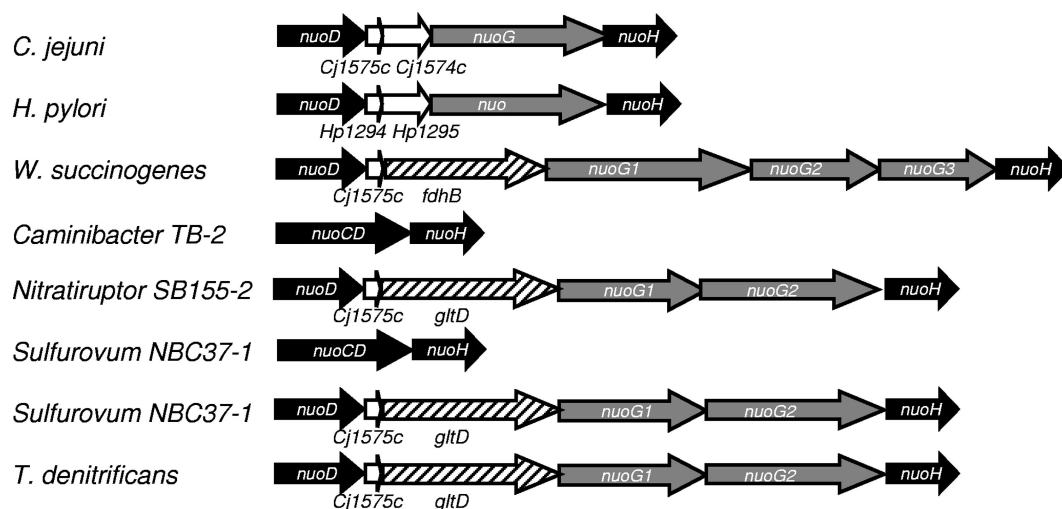 C. jejuni nuoD nuoG nuoH
Cj1575c Cj1574c
H. pylori nuoD nuo nuoH
Hp1294 Hp1295
W. succinogenes nuoD nuoG1 nuoG2 nuoG3 nuoH
Cj1575c fdhB
Caminibacter TB-2 nuoCD nuoH
Nitratiruptor SB155-2 nuoD nuoG1 nuoG2 nuoH
Cj1575c gltD
Sulfurovum NBC37-1 nuoCD nuoH
Sulfurovum NBC37-1 nuoD nuoG1 nuoG2 nuoH
Cj1575c gltD
T. denitrificans nuoD nuoG1 nuoG2 nuoH
Cj1575c gltD